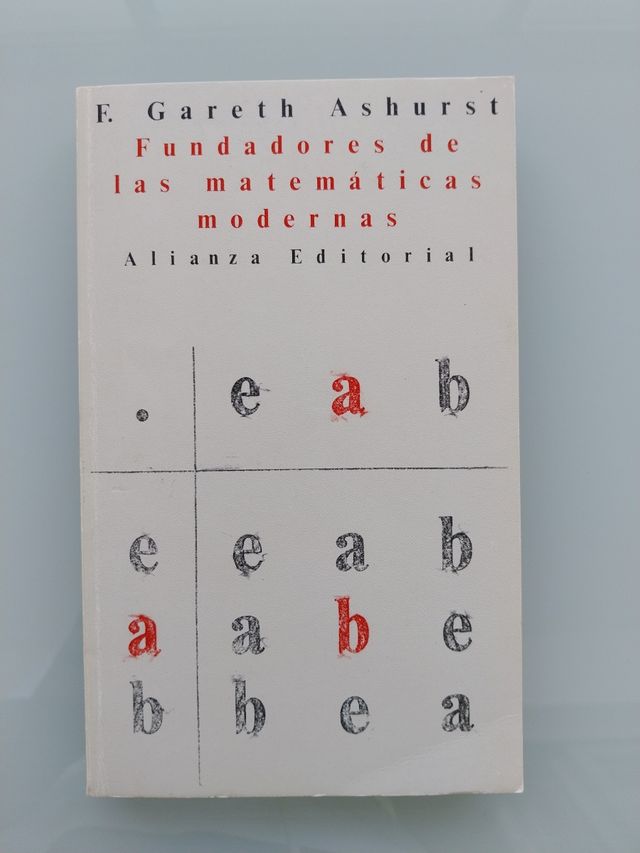 F. Gareth Ashurst
Fundadores de
las matemáticas
modernas
Alianza Editorial
. e a b
e e a b
a a b e
b b e a